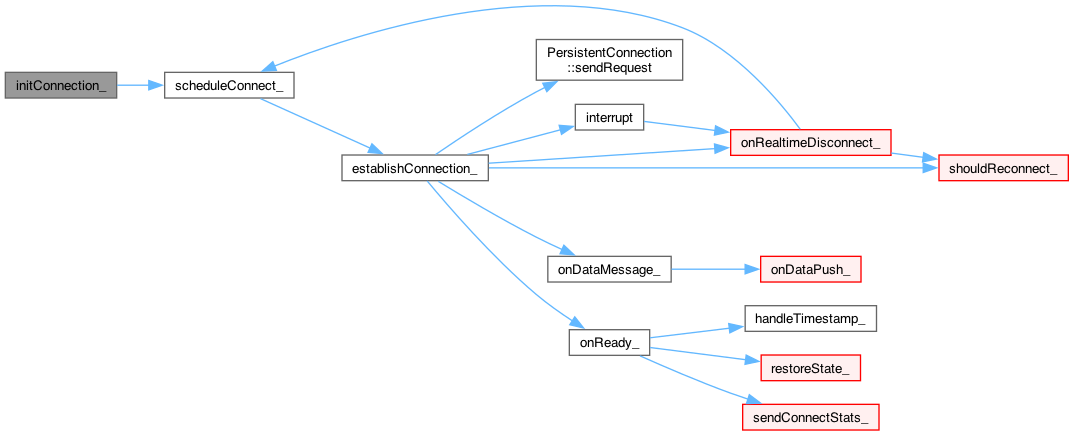 initConnection_
scheduleConnect_
establishConnection_
PersistentConnection
::sendRequest
interrupt
onRealtimeDisconnect_
shouldReconnect_
onDataMessage_
onDataPush_
onReady_
handleTimestamp_
restoreState_
sendConnectStats_